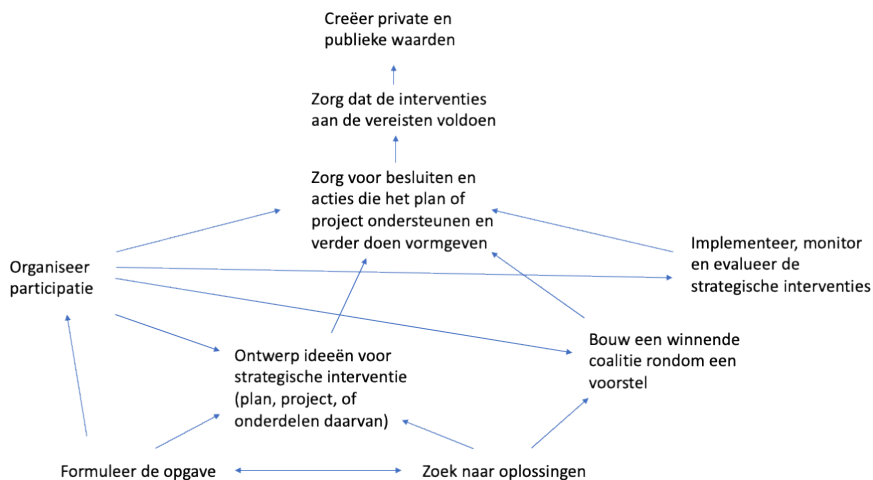 Creëer private en
publieke waarden
Zorg dat de interventies
aan de vereisten voldoen
Zorg voor besluiten en
acties die het plan of
project ondersteunen en
verder doen vormgeven
Implementeer, monitor
en evalueer de
strategische interventies
Organiseer
participatie
Bouw een winnende
coalitie rondom een
voorstel
Ontwerp ideeën voor
strategische interventie
(plan, project, of
onderdelen daarvan)
Formuleer de opgave
Zoek naar oplossingen